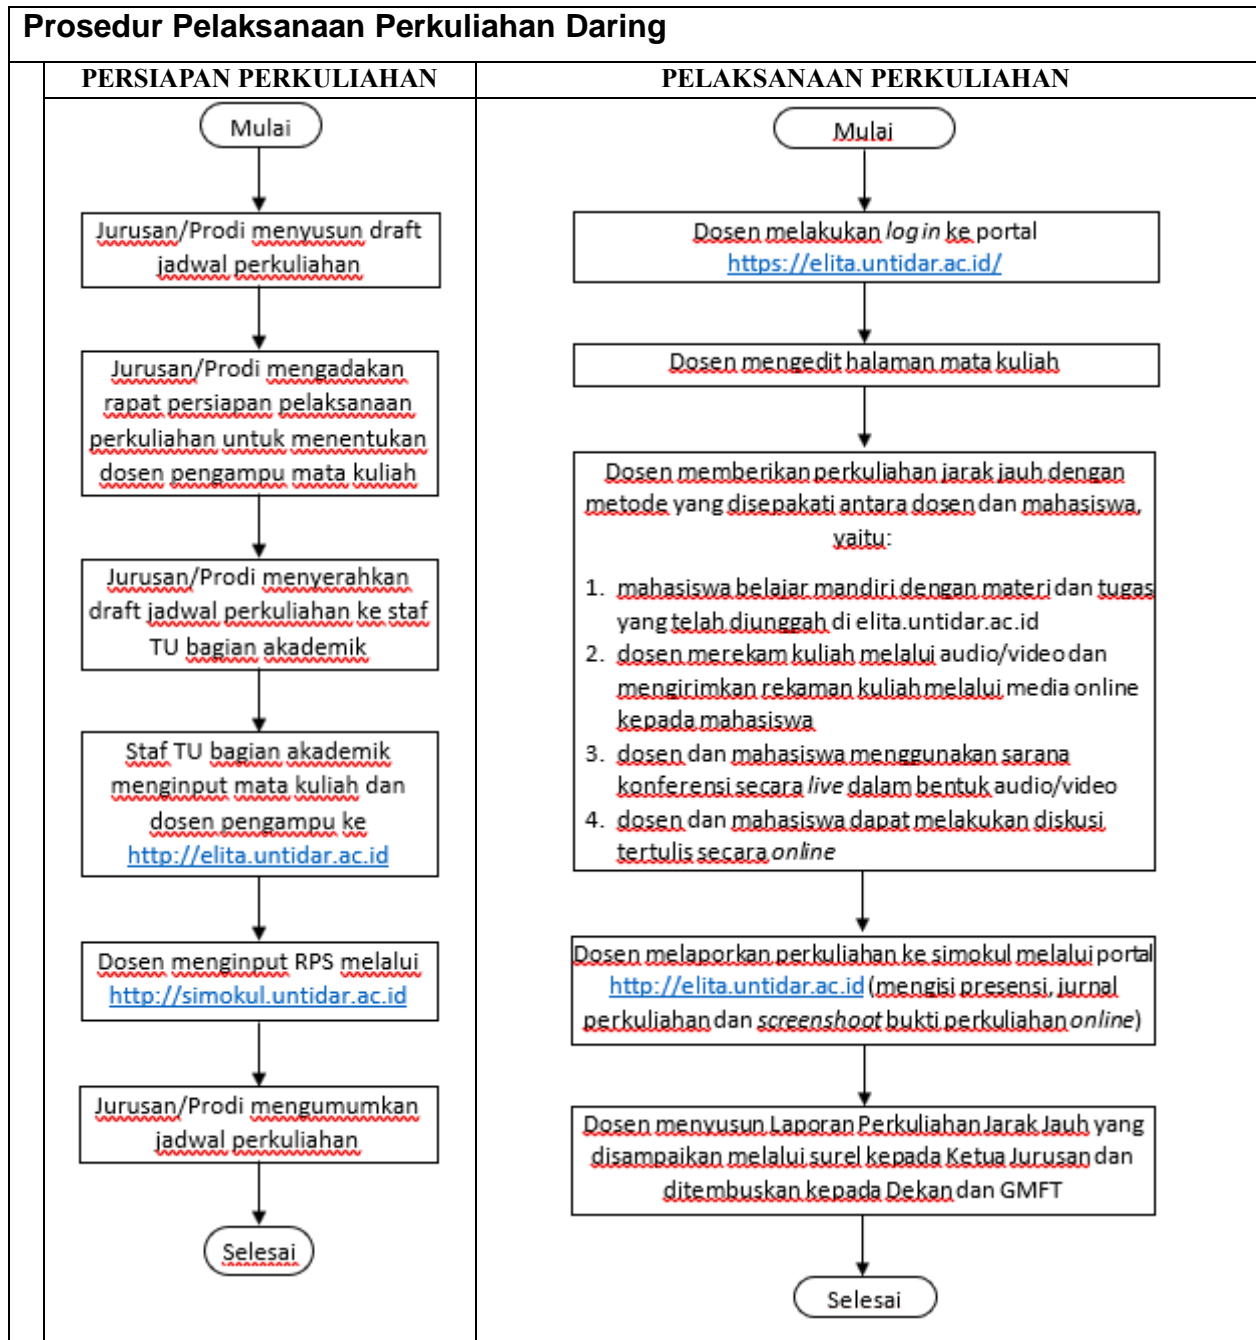 Prosedur Pelaksanaan Perkuliahan Daring
PERSIAPAN PERKULIAHAN
Mulai
Jurusan/Prodi menyusun draft
jadwal perkuliahan
Jurusan/Prodi mengadakan
rapat persiapan pelaksanaan
perkuliahan untuk menentukan
dosen pengampu mata kuliah
Jurusan/Prodi menyerahkan
draft jadwal perkuliahan ke staf
TU bagian akademik
Staf TU bagian akademik
menginput mata kuliah dan
dosen pengampu ke
http://elita.untidar.ac.id
Dosen menginput RPS melalui
http://simokul.untidar.ac.id
Jurusan/Prodi mengumumkan
jadwal perkuliahan
Selesai
PELAKSANAAN PERKULIAHAN
Mulai
Dosen melakukan login ke portal
https://elita.untidar.ac.id/
Dosen mengedit halaman mata kuliah
Dosen memberikan perkuliahan jarak jauh dengan
metode yang disepakati antara dosen dan mahasiswa,
yaitu:
1. mahasiswa belajar mandiri dengan materi dan tugas
yang telah diunggah di elita.untidar.ac.id
2. dosen merekam kuliah melalui audio/video dan
mengirimkan rekaman kuliah melalui media online
kepada mahasiswa
3. dosen dan mahasiswa menggunakan sarana
konferensi secara live dalam bentuk audio/video
4. dosen dan mahasiswa dapat melakukan diskusi
tertulis secara online
Dosen melaporkan perkuliahan ke simokul melalui portal
http://elita.untidar.ac.id (mengisi presensi, jurnal
perkuliahan dan screenshoot bukti perkuliahan online)
Dosen menyusun Laporan Perkuliahan Jarak Jauh yang
disampaikan melalui surel kepada Ketua Jurusan dan
ditembuskan kepada Dekan dan GMFT
Selesai